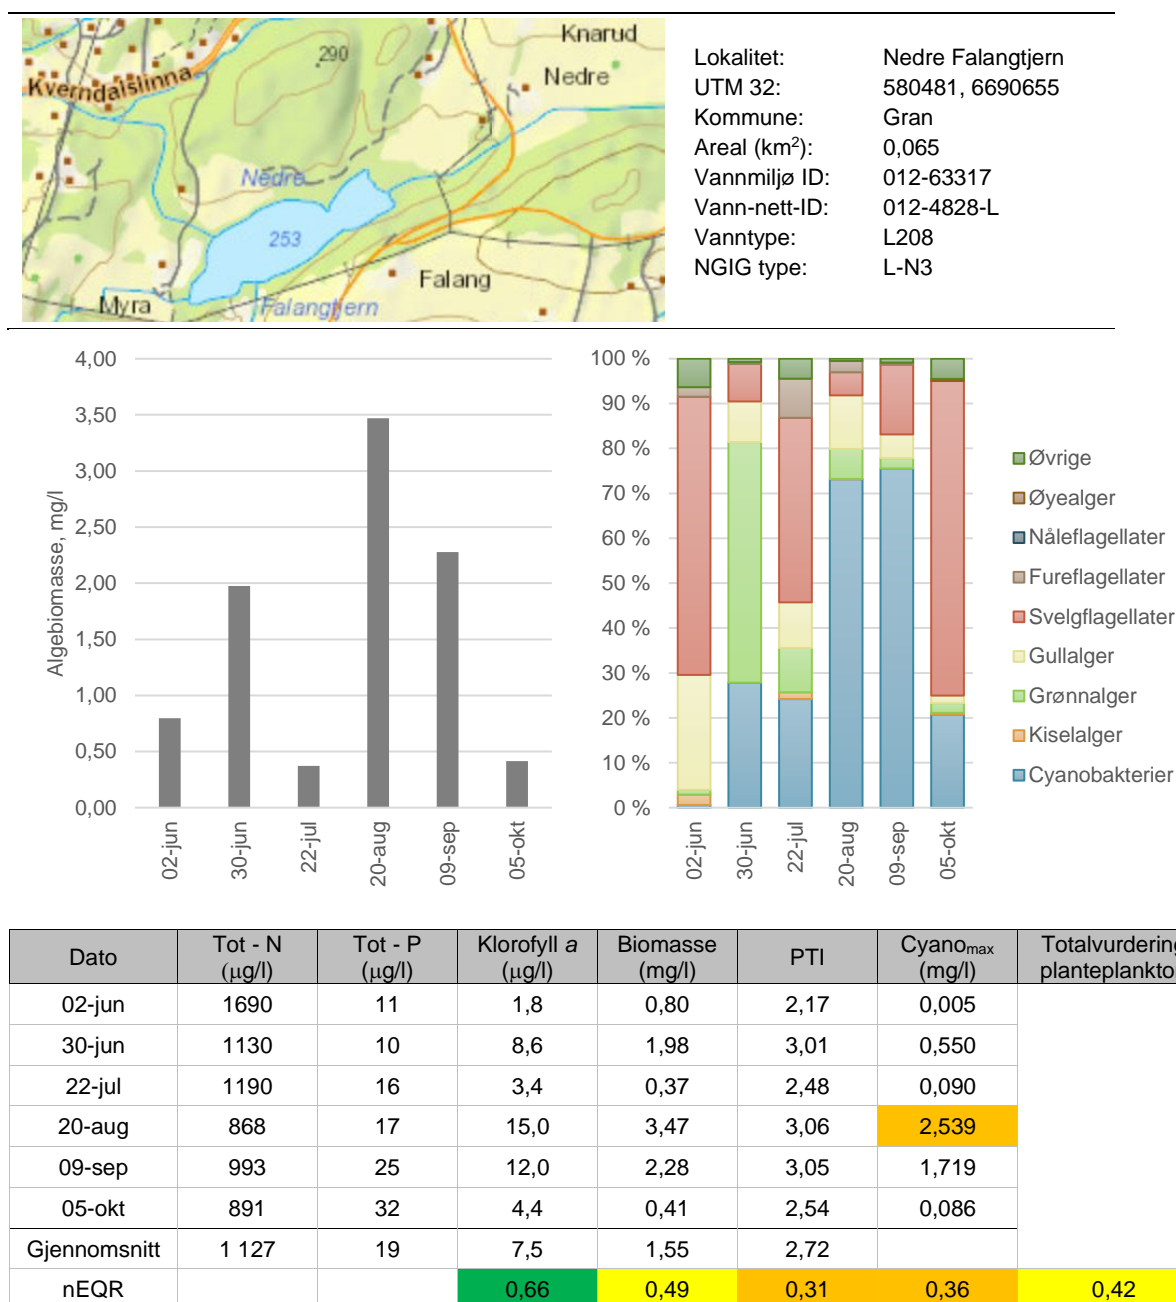 Knarud
290
Nedre
Kverndalslinna
Nedre
253
Falang
Myra
Falangtjern
Lokalitet: Nedre Falangtjern
UTM 32: 580481, 6690655
Kommune: Gran
Areal (km²): 0,065
Vannmiljø ID: 012-63317
Vann-nett-ID: 012-4828-L
Vanntype: L208
NGIG type: L-N3
Algebiomasse, mg/l
4,00
3,50
3,00
2,50
2,00
1,50
1,00
0,50
0,00
02-jun
30-jun
22-jul
20-aug
09-sep
05-okt
100 %
90 %
80 %
70 %
60 %
50 %
40 %
30 %
20 %
10 %
0 %
02-jun
30-jun
22-jul
20-aug
09-sep
05-okt
Øvrige
Øyealger
Nåleflagellater
Fureflagellater
Svelgflagellater
Gullalger
Grønnalger
Kiselalger
Cyanobakterier
Dato Tot - N (µg/l) Tot - P (µg/l) Klorofyll a (µg/l) Biomasse (mg/l) PTI Cyanomax (mg/l) Totalvurdering planteplankto
02-jun 1690 11 1,8 0,80 2,17 0,005
30-jun 1130 10 8,6 1,98 3,01 0,550
22-jul 1190 16 3,4 0,37 2,48 0,090
20-aug 868 17 15,0 3,47 3,06 2,539
09-sep 993 25 12,0 2,28 3,05 1,719
05-okt 891 32 4,4 0,41 2,54 0,086
Gjennomsnitt 1 127 19 7,5 1,55 2,72
nEQR 0,66 0,49 0,31 0,36 0,42